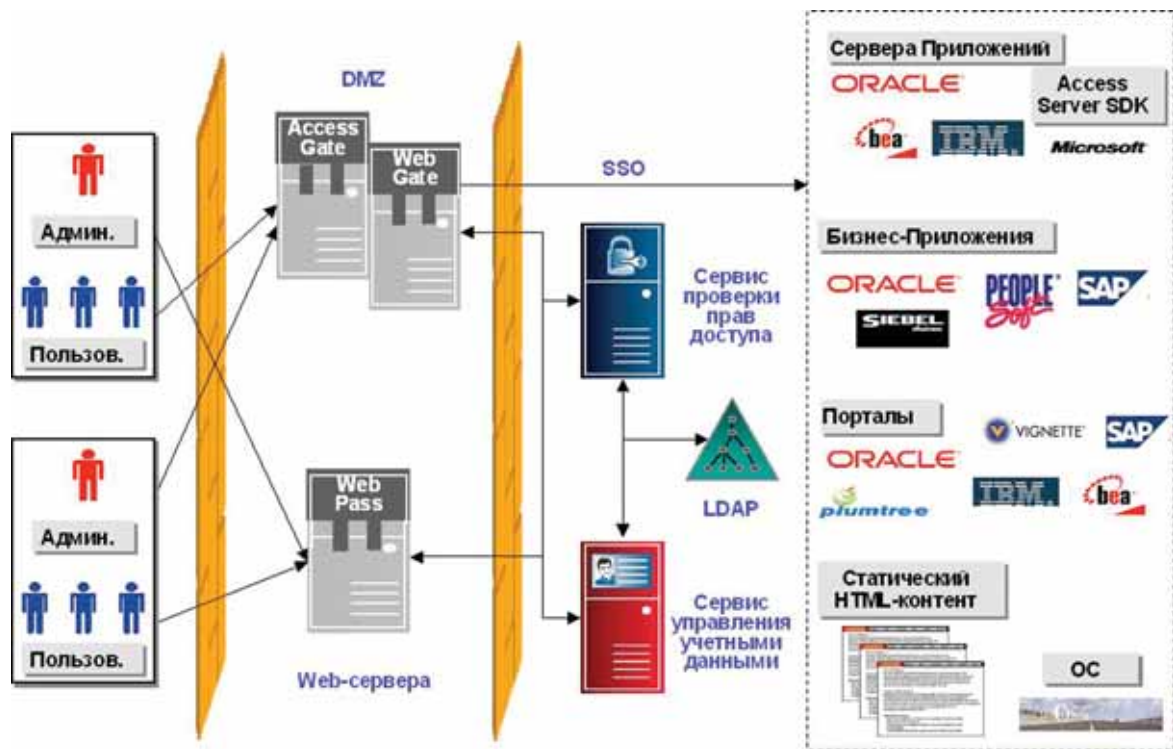 DMZ
Access
Gate
Web
Gate
SSO
Админ.
Пользов.
Админ.
Пользов.
Web
Pass
Web-сервера
Сервис
проверки
прав
доступа
LDAP
Сервис
управления
учетными
данными
Сервера Приложений
ORACLE
Access
Server SDK
bea
IBM
Microsoft
Бизнес-Приложения
ORACLE
PEOPLE
Soft
SAP
SIEBEL
Порталы
VIGNETTE
SAP
ORACLE
plumtree
IBM
bea
Статический
HTML-контент
ОС